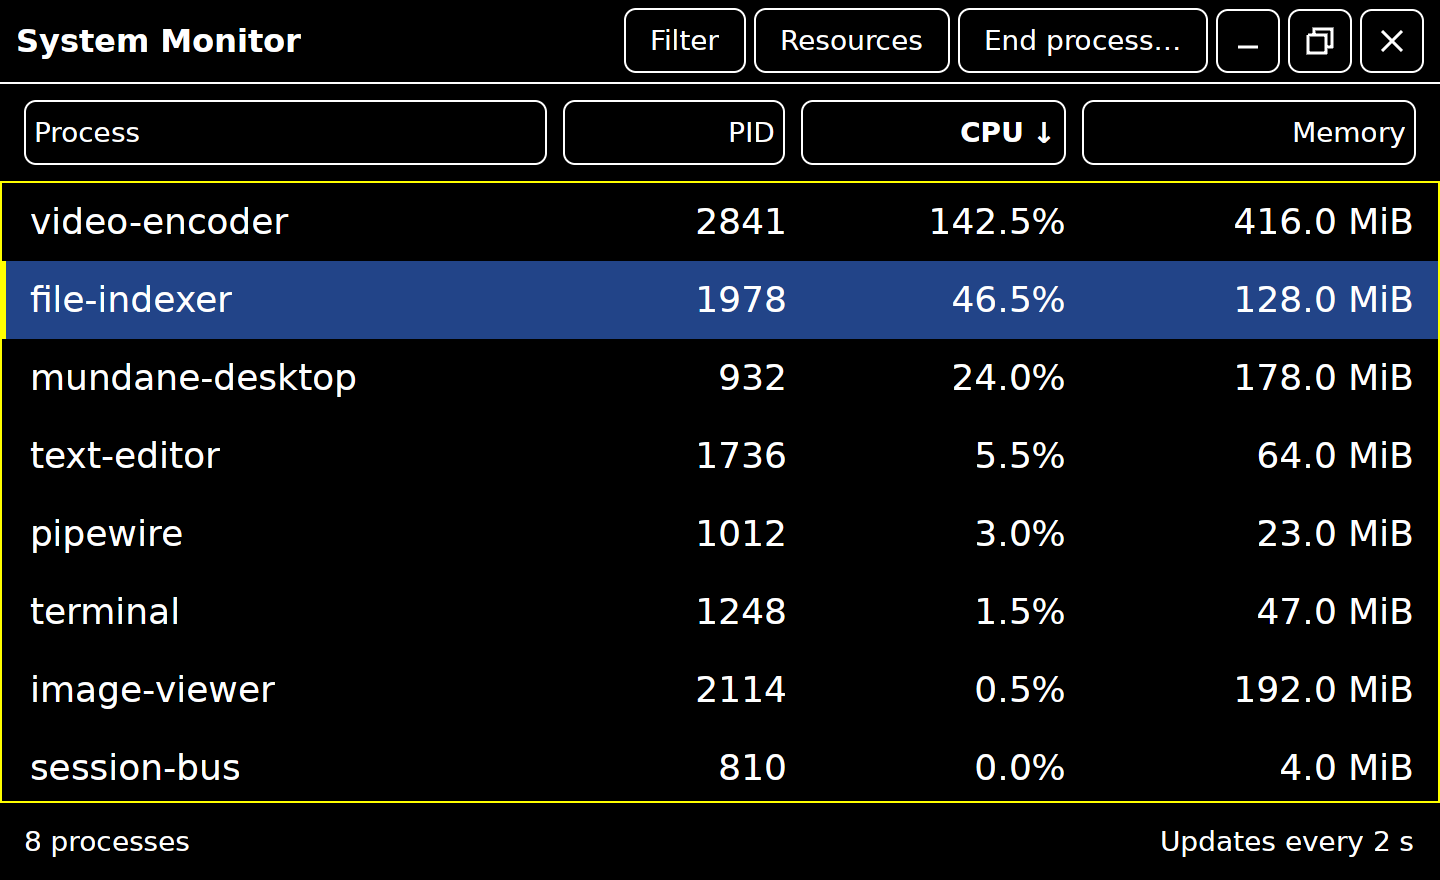 System Monitor Filter Resources End process...
Process PID CPU ↓ Memory
video-encoder 2841 142.5% 416.0 MiB
file-indexer 1978 46.5% 128.0 MiB
mundane-desktop 932 24.0% 178.0 MiB
text-editor 1736 5.5% 64.0 MiB
pipewire 1012 3.0% 23.0 MiB
terminal 1248 1.5% 47.0 MiB
image-viewer 2114 0.5% 192.0 MiB
session-bus 810 0.0% 4.0 MiB
8 processes Updates every 2 s